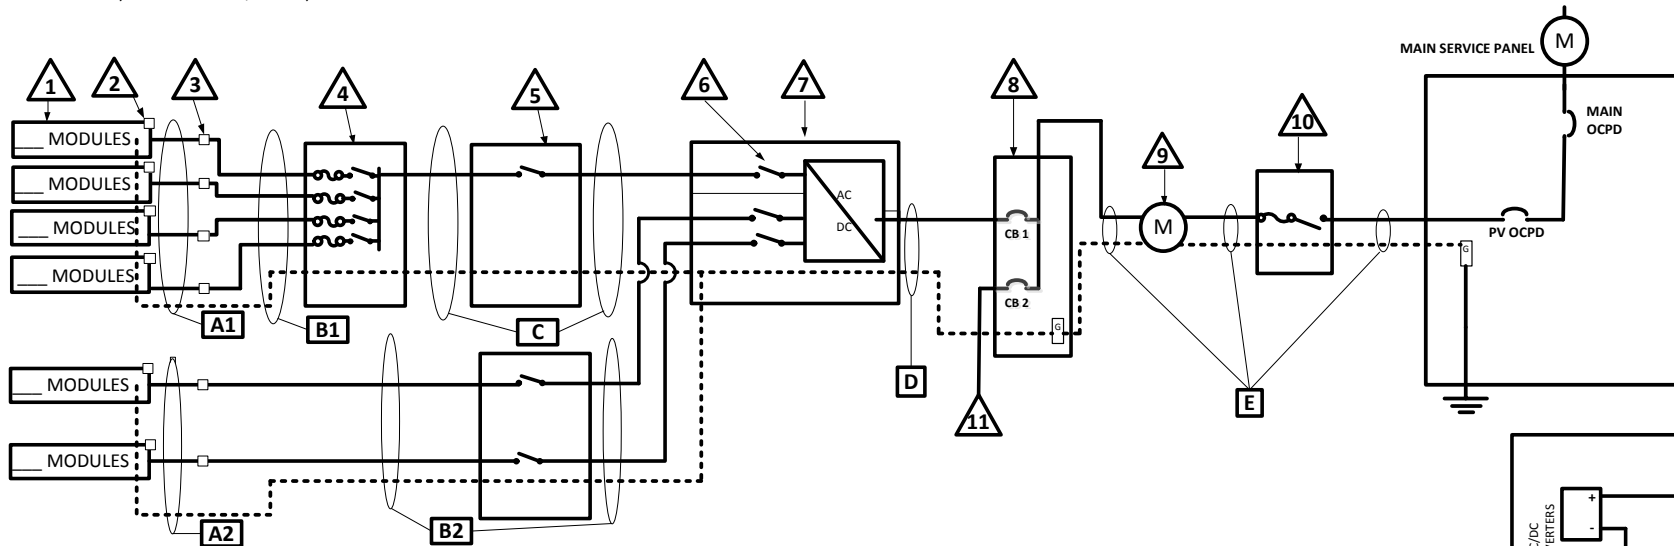 MAIN SERVICE PANEL
M
1
2
3
4
5
6
7
8
9
10
MAIN
OCPD
___ MODULES
___ MODULES
___ MODULES
___ MODULES
AC
DC
CB 1
M
PV OCPD
G
CB 2
G
A1
B1
C
D
E
11
___ MODULES
___ MODULES
A2
B2
+
-